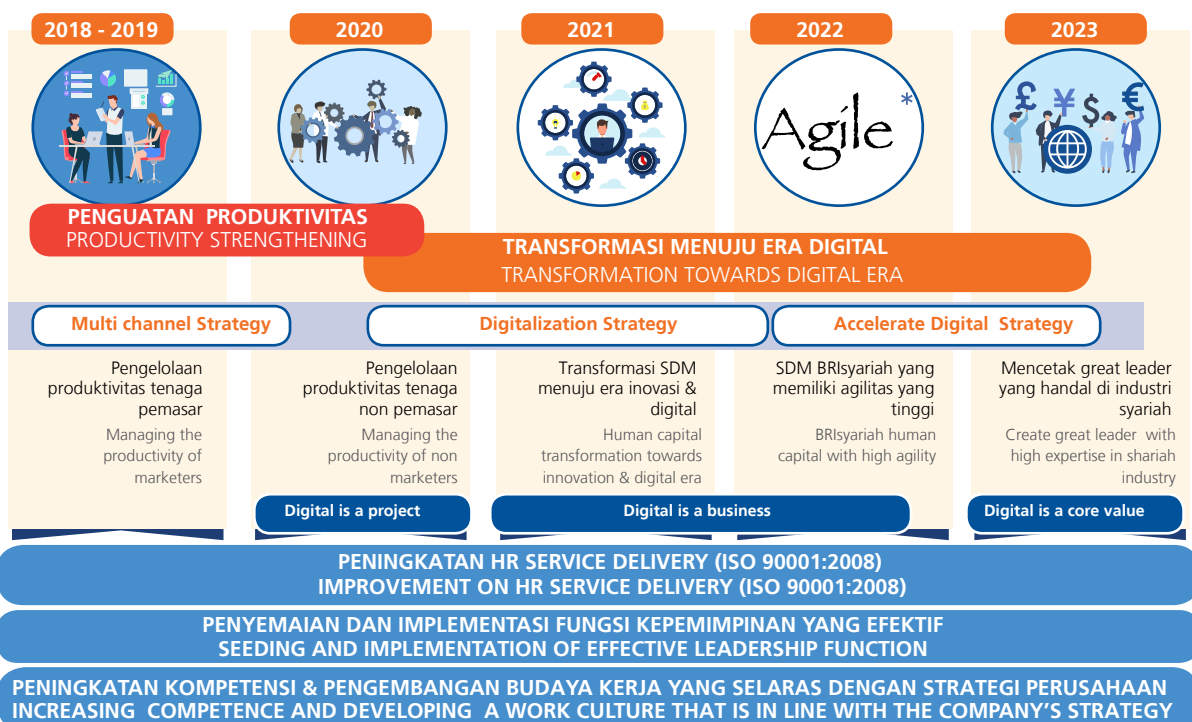 2018 - 2019
2020
2021
2022
2023
Agile*
£ ¥ $ €
PENGUATAN PRODUKTIVITAS
PRODUCTIVITY STRENGTHENING
TRANSFORMASI MENUJU ERA DIGITAL
TRANSFORMATION TOWARDS DIGITAL ERA
Multi channel Strategy
Digitalization Strategy
Accelerate Digital Strategy
Pengelolaan
produktivitas tenaga
pemasar
Managing the
productivity of
marketers
Pengelolaan
produktivitas tenaga
non pemasar
Managing the
productivity of non
marketers
Transformasi SDM
menuju era inovasi &
digital
Human capital
transformation towards
innovation & digital era
SDM BRIsyariah yang
memiliki agilitas yang
tinggi
BRIsyariah human
capital with high agility
Mencetak great leader
yang handal di industri
syariah
Create great leader with
high expertise in shariah
industry
Digital is a project
Digital is a business
Digital is a core value
PENINGKATAN HR SERVICE DELIVERY (ISO 90001:2008)
IMPROVEMENT ON HR SERVICE DELIVERY (ISO 90001:2008)
PENYEMAIAN DAN IMPLEMENTASI FUNGSI KEPEMIMPINAN YANG EFEKTIF
SEEDING AND IMPLEMENTATION OF EFFECTIVE LEADERSHIP FUNCTION
PENINGKATAN KOMPETENSI & PENGEMBANGAN BUDAYA KERJA YANG SELARAS DENGAN STRATEGI PERUSAHAAN
INCREASING COMPETENCE AND DEVELOPING A WORK CULTURE THAT IS IN LINE WITH THE COMPANY'S STRATEGY